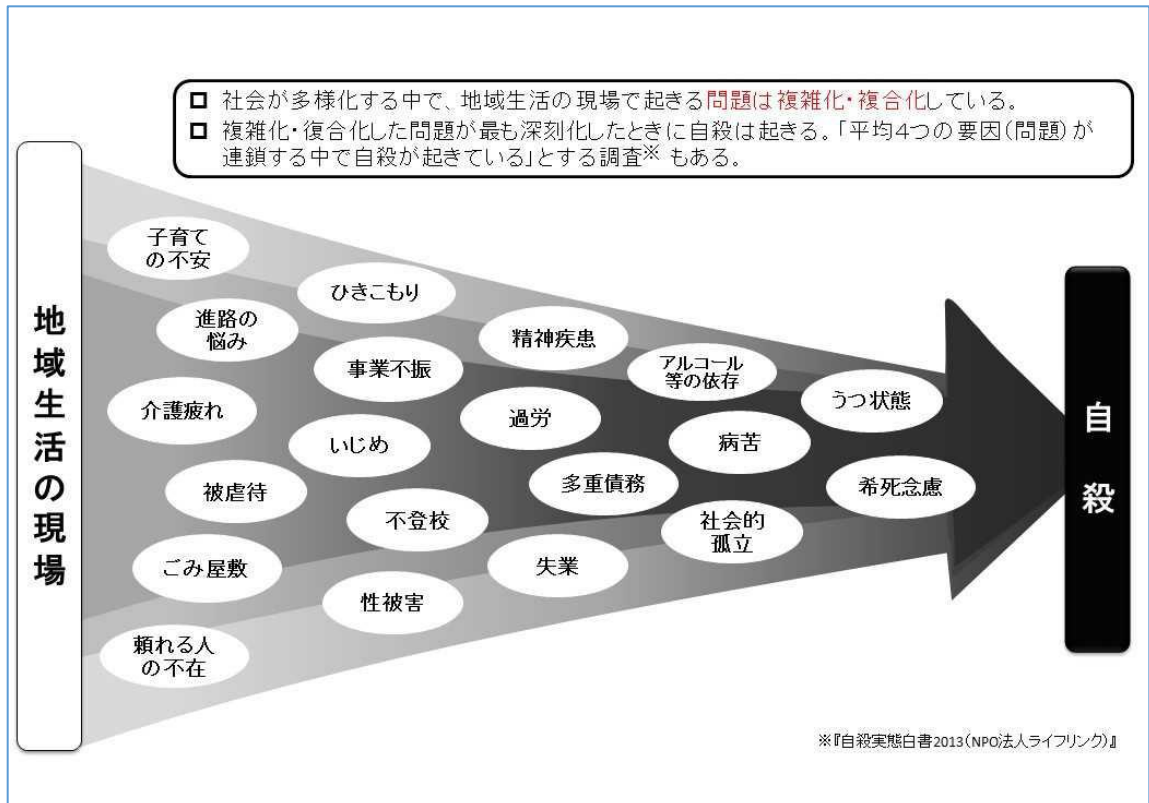 □ 社会が多様化する中で、地域生活の現場で起きる問題は複雑化・複合化している。
□ 複雑化・復合化した問題が最も深刻化したときに自殺は起きる。「平均4つの要因(問題)が
連鎖する中で自殺が起きている」とする調査※ もある。
地域生活の現場
子育て
の不安
進路の
悩み
介護疲れ
被虐待
ごみ屋敷
頼れる人
の不在
ひきこもり
事業不振
いじめ
不登校
性被害
精神疾患
過労
多重債務
失業
アルコール
等の依存
病苦
社会的
孤立
うつ状態
希死念慮
自殺
※『自殺実態白書2013(NPO法人ライフリンク)』